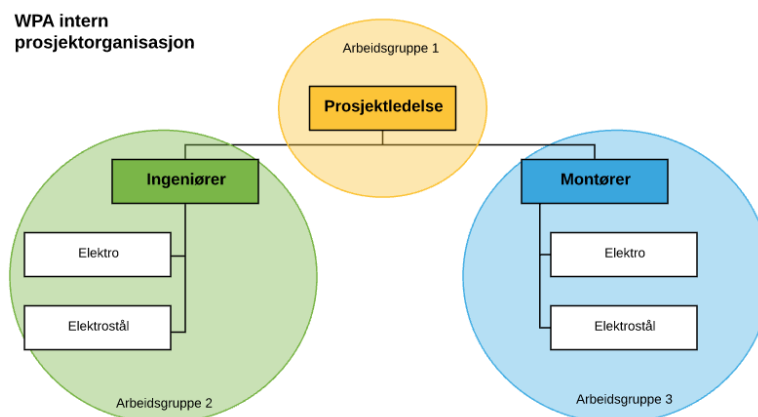 WPA intern
prosjektorganisasjon
Arbeidsgruppe 1
Prosjektledelse
Ingeniører
Montører
Elektro
Elektro
Elektrostål
Elektrostål
Arbeidsgruppe 2
Arbeidsgruppe 3